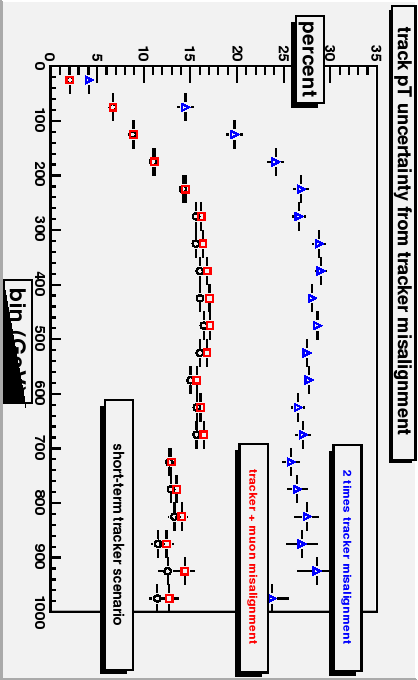 track pT uncertainty from tracker misalignment
percent
35
30
25
20
15
10
5
0
0 100 200 300 400 500 600 700 800 900 1000
2 times tracker misalignment
tracker + muon misalignment
short-term tracker scenario
bin